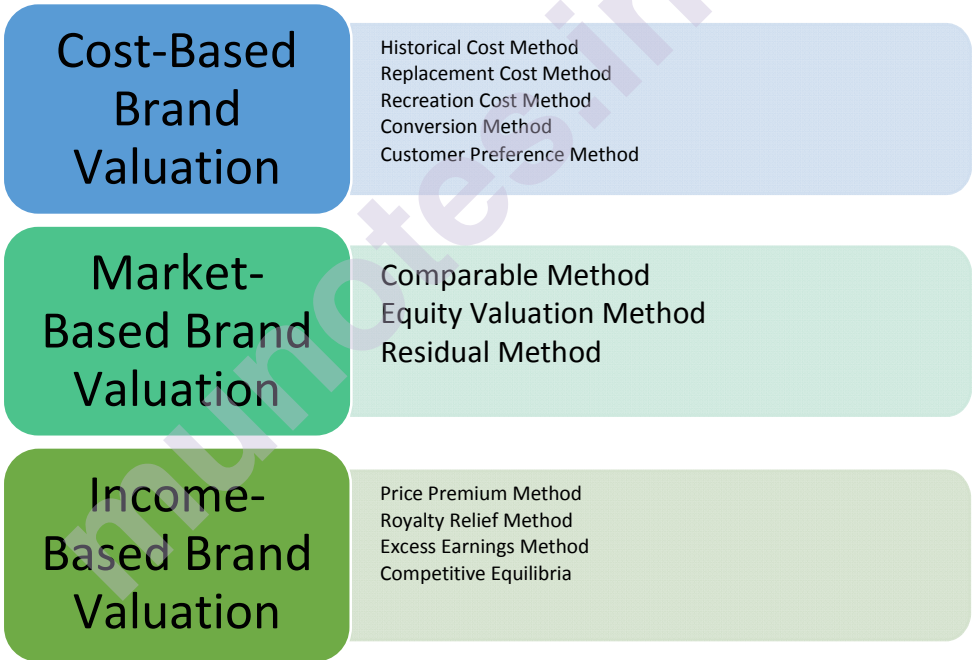 Cost-Based
Brand
Valuation
Historical Cost Method
Replacement Cost Method
Recreation Cost Method
Conversion Method
Customer Preference Method
Market-
Based Brand
Valuation
Comparable Method
Equity Valuation Method
Residual Method
Income-
Based Brand
Valuation
Price Premium Method
Royalty Relief Method
Excess Earnings Method
Competitive Equilibria
munotes.in